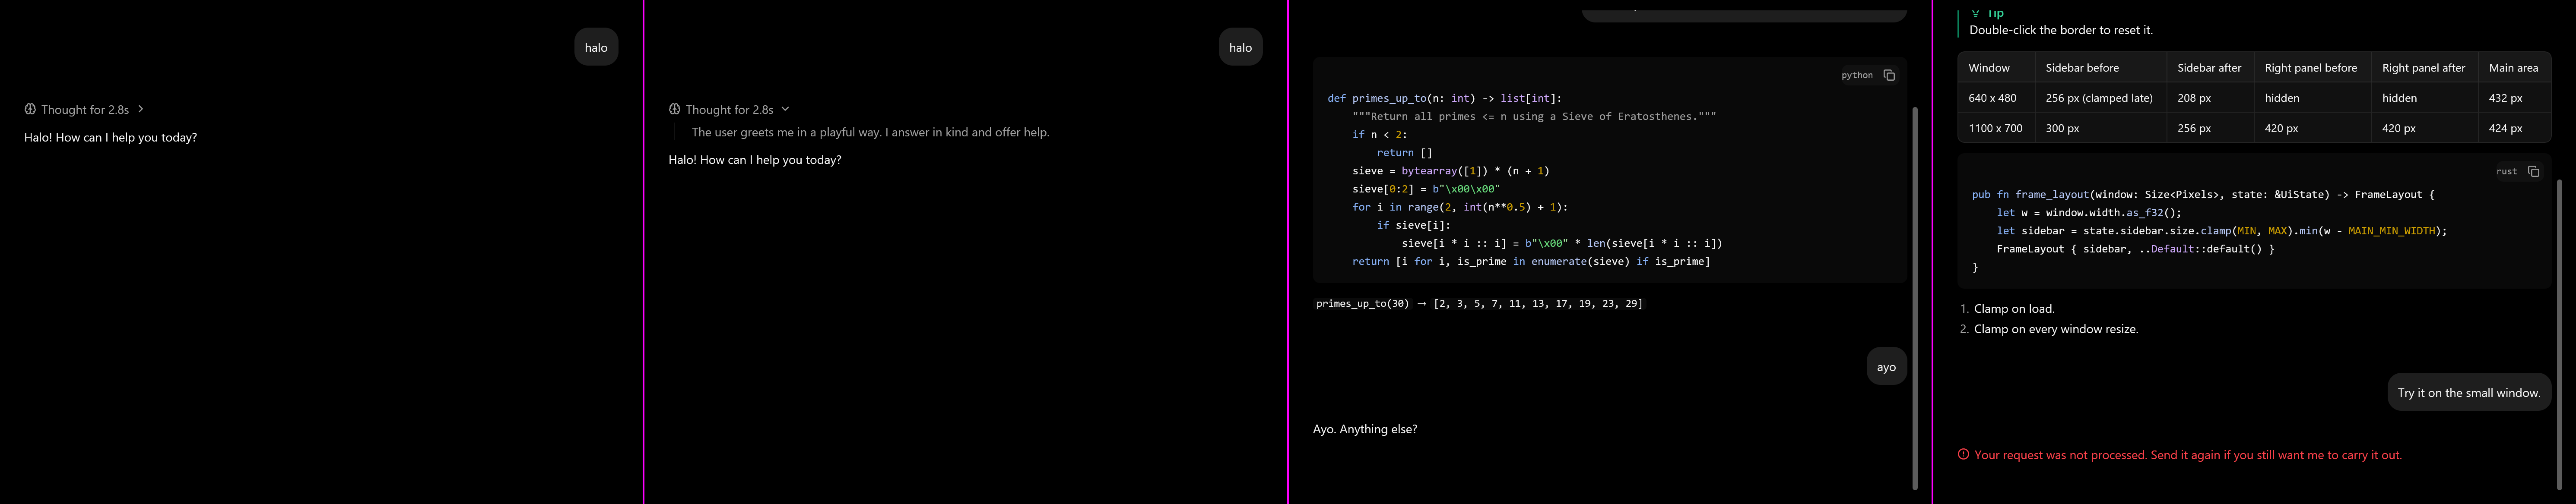 halo
Thought for 2.8s
Halo! How can I help you today?
halo
Thought for 2.8s
The user greets me in a playful way. I answer in kind and offer help.
Halo! How can I help you today?
python
def primes_up_to(n: int) -> list[int]:
    """Return all primes <= n using a Sieve of Eratosthenes."""
    if n < 2:
        return []
    sieve = bytearray([1]) * (n + 1)
    sieve[0:2] = b"\x00\x00"
    for i in range(2, int(n**0.5) + 1):
        if sieve[i]:
            sieve[i * i :: i] = b"\x00" * len(sieve[i * i :: i])
    return [i for i, is_prime in enumerate(sieve) if is_prime]
primes_up_to(30) → [2, 3, 5, 7, 11, 13, 17, 19, 23, 29]
ayo
Ayo. Anything else?
Tip
Double-click the border to reset it.
Window Sidebar before Sidebar after Right panel before Right panel after Main area
640 x 480 256 px (clamped late) 208 px hidden hidden 432 px
1100 x 700 300 px 256 px 420 px 420 px 424 px
rust
pub fn frame_layout(window: Size<Pixels>, state: &UiState) -> FrameLayout {
    let w = window.width.as_f32();
    let sidebar = state.sidebar.size.clamp(MIN, MAX).min(w - MAIN_MIN_WIDTH);
    FrameLayout { sidebar, ..Default::default() }
}
1. Clamp on load.
2. Clamp on every window resize.
Try it on the small window.
Your request was not processed. Send it again if you still want me to carry it out.